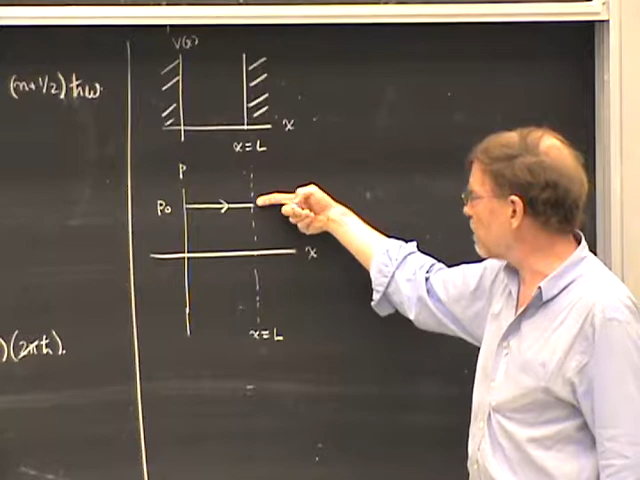 (n+1/2)ℏω
)(2πℏ).
V(x)
x
x=L
P
P₀
x
x=L